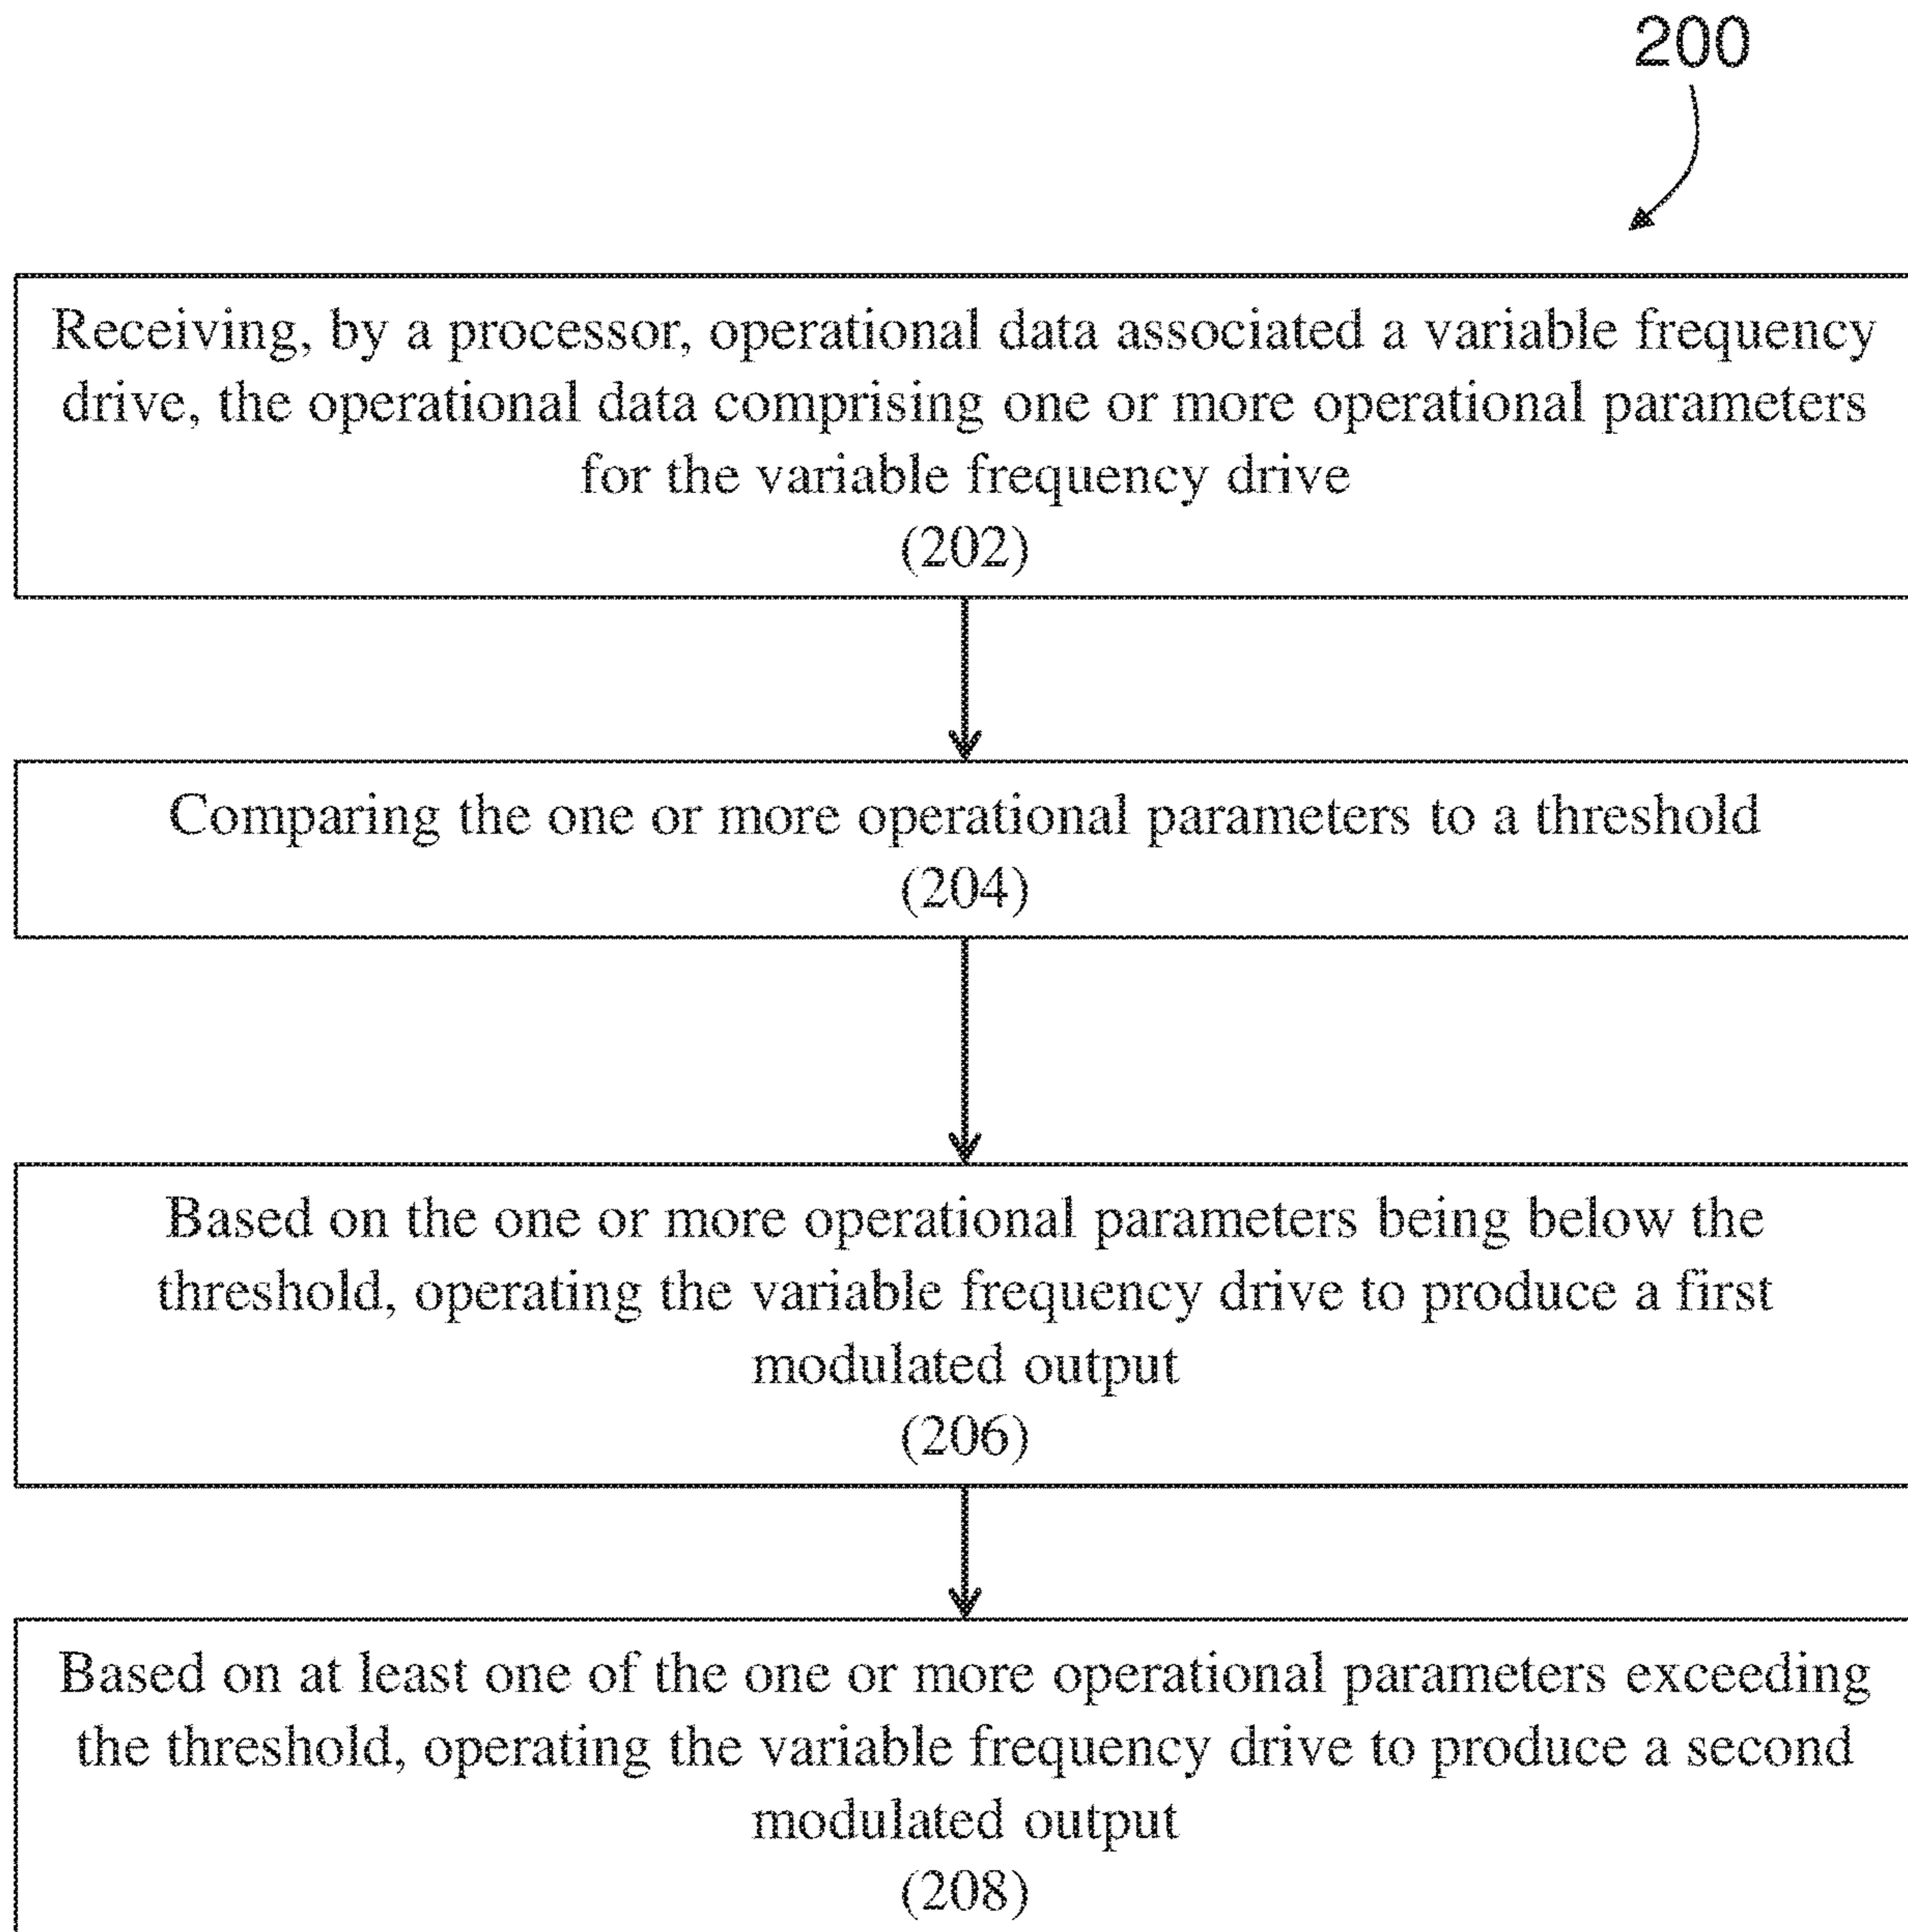 200
Receiving, by a processor, operational data associated a variable frequency
drive, the operational data comprising one or more operational parameters
for the variable frequency drive
(202)
Comparing the one or more operational parameters to a threshold
(204)
Based on the one or more operational parameters being below the
threshold, operating the variable frequency drive to produce a first
modulated output
(206)
Based on at least one of the one or more operational parameters exceeding
the threshold, operating the variable frequency drive to produce a second
modulated output
(208)